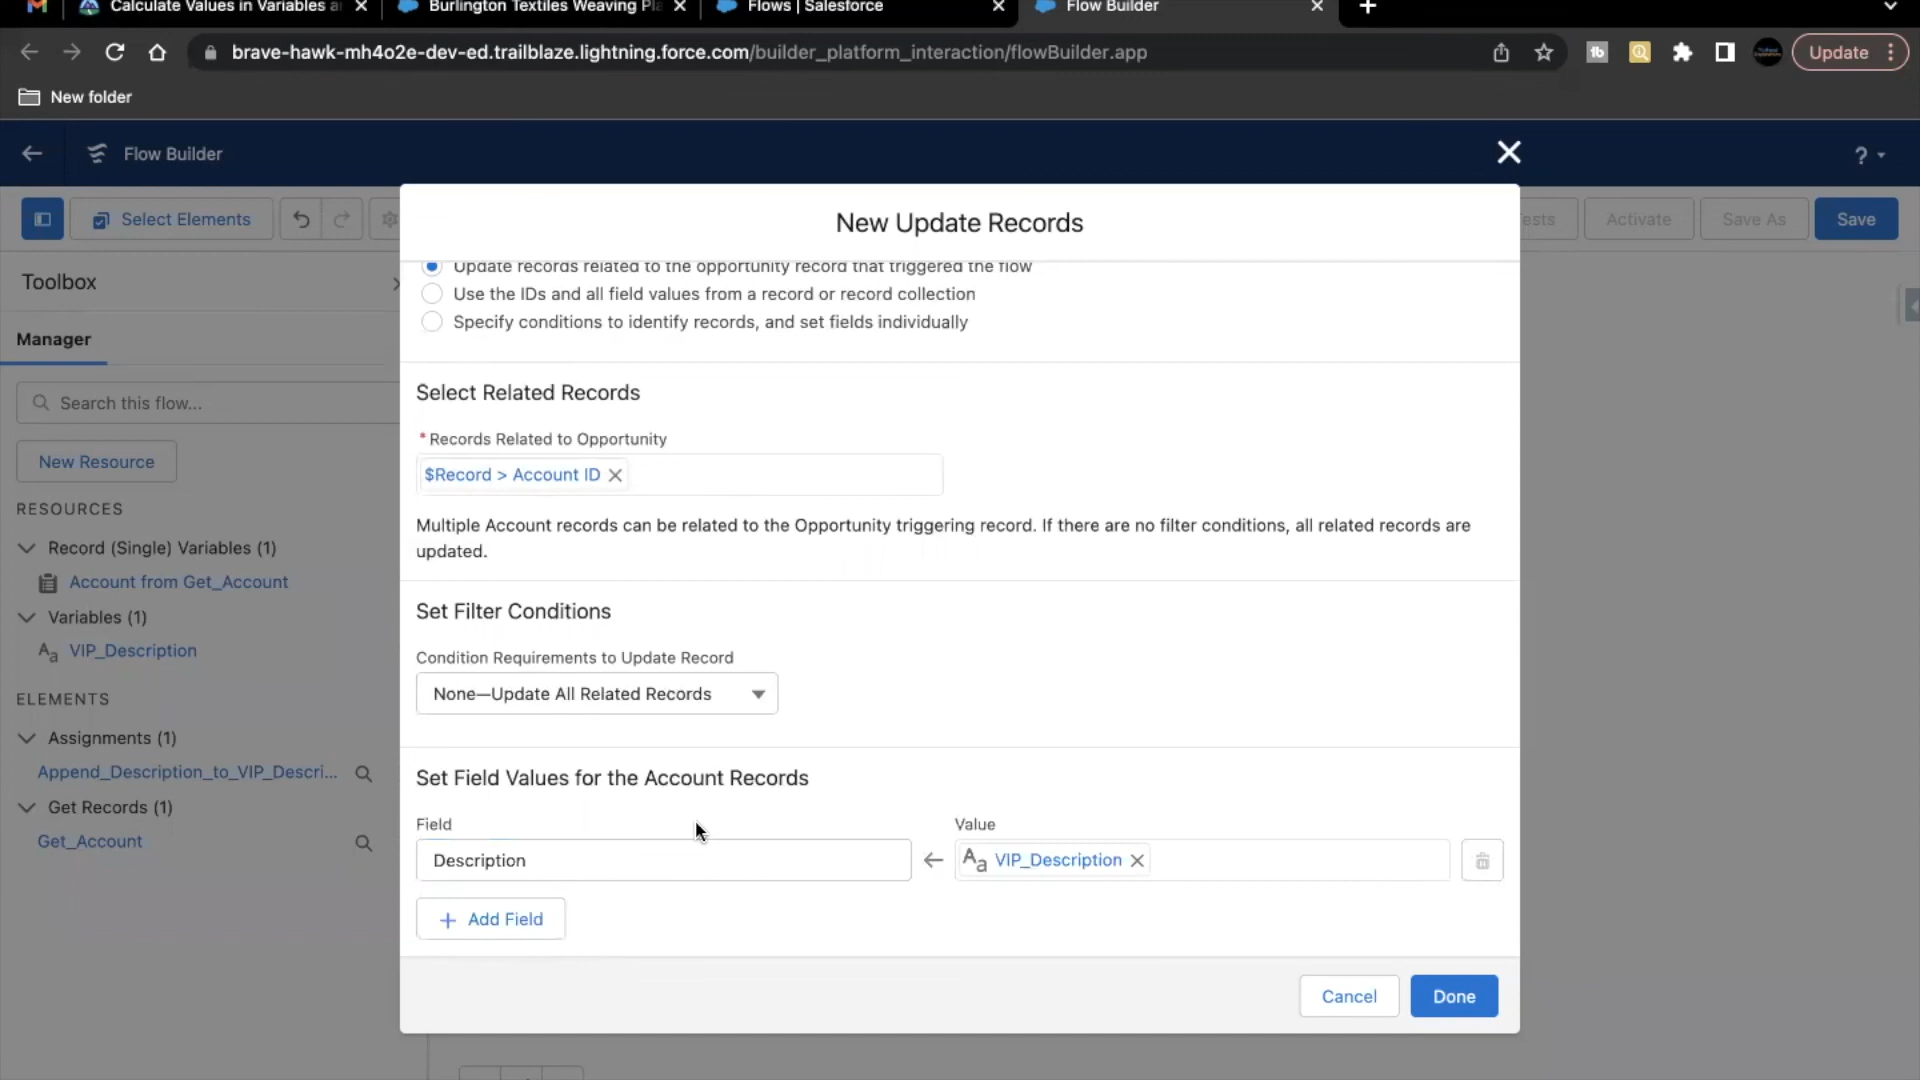 Calculate Values in Variables a
Burlington Textiles Weaving Pla
Flows | Salesforce
Flow Builder
brave-hawk-mh4o2e-dev-ed.trailblaze.lightning.force.com/builder_platform_interaction/flowBuilder.app
Update
New folder
Flow Builder
?
Select Elements
New Update Records
ests
Activate
Save As
Save
Toolbox
Manager
Search this flow...
New Resource
RESOURCES
Record (Single) Variables (1)
Account from Get_Account
Variables (1)
Aa VIP_Description
ELEMENTS
Assignments (1)
Append_Description_to_VIP_Descri...
Get Records (1)
Get_Account
Update records related to the opportunity record that triggered the flow
Use the IDs and all field values from a record or record collection
Specify conditions to identify records, and set fields individually
Select Related Records
* Records Related to Opportunity
$Record > Account ID
Multiple Account records can be related to the Opportunity triggering record. If there are no filter conditions, all related records are
updated.
Set Filter Conditions
Condition Requirements to Update Record
None—Update All Related Records
Set Field Values for the Account Records
Field
Value
Description
Aa VIP_Description
+ Add Field
Cancel
Done